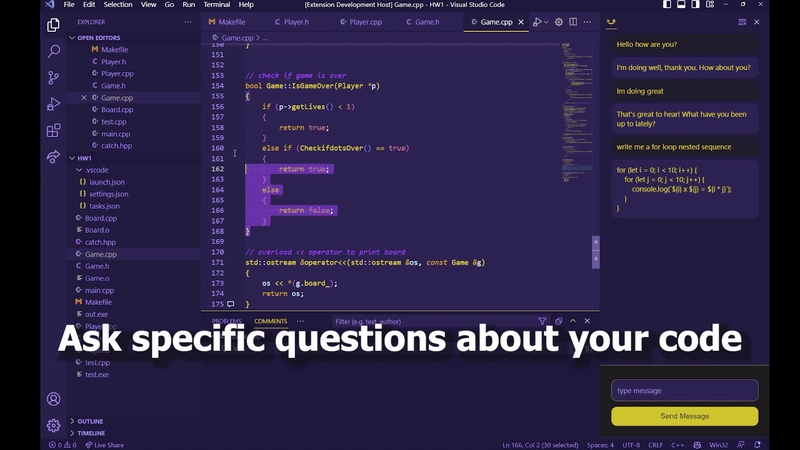 Selection View Go Run Terminal Help
[Extension Development Host] Game.cpp - HW1 - Visual Studio Code
EXPLORER
OPEN EDITORS
Makefile
Player.h
Player.cpp
Game.h
Game.cpp
Board.cpp
test.cpp
main.cpp
catch.hpp
HW1
.vscode
launch.json
settings.json
tasks.json
Board.cpp
Board.o
catch.hpp
Game.cpp
Game.h
Game.o
main.cpp
Makefile
out.exe
test.cpp
test.exe
OUTLINE
TIMELINE
Makefile Player.h Player.cpp Game.h Game.cpp
Game.cpp > ...
150 }
151
152
153 // check if game is over
154 bool Game::IsGameOver(Player *p)
155 {
156 if (p->getLives() < 1)
157 {
158 return true;
159 }
160 else if (CheckifdotsOver() == true)
161 {
162 return true;
163 }
164 else
165 {
166 return false;
167 }
168 }
170 // overload << operator to print board
171 std::ostream &operator<<(std::ostream &os, const Game &g)
172 {
173 os << *(g.board_);
174 return os;
175 }
PROBLEMS COMMENTS Filter (e.g. text, author)
Hello how are you?
I'm doing well, thank you. How about you?
Im doing great
That's great to hear! What have you been
up to lately?
write me a for loop nested sequence
for (let i = 0; i < 10; i++) {
for (let j = 0; j < 10; j++) {
console.log(`${i} x ${j} = ${i * j}`);
}
}
type message
Send Message
Ask specific questions about your code
0 0 Live Share
Ln 166, Col 2 (30 selected) Spaces: 4 UTF-8 CRLF C++ Win32